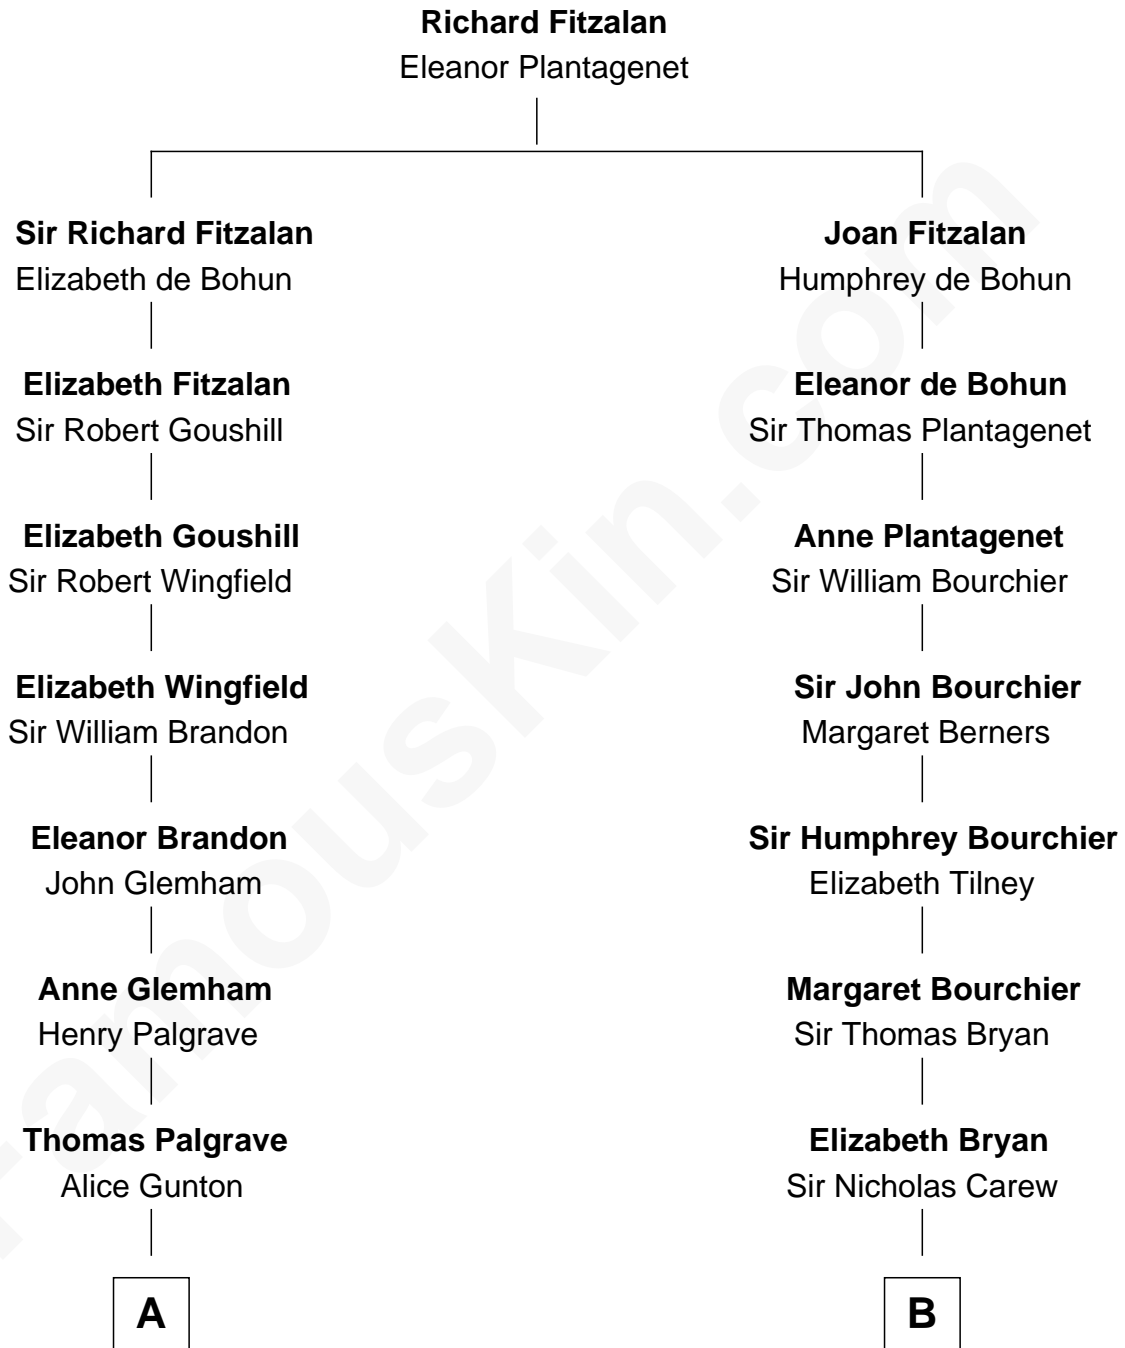 Richard Fitzalan
Eleanor Plantagenet
Sir Richard Fitzalan
Elizabeth de Bohun
Joan Fitzalan
Humphrey de Bohun
Elizabeth Fitzalan
Sir Robert Goushill
Eleanor de Bohun
Sir Thomas Plantagenet
Elizabeth Goushill
Sir Robert Wingfield
Anne Plantagenet
Sir William Bourchier
Elizabeth Wingfield
Sir William Brandon
Sir John Bourchier
Margaret Berners
Eleanor Brandon
John Glemham
Sir Humphrey Bourchier
Elizabeth Tilney
Anne Glemham
Henry Palgrave
Margaret Bourchier
Sir Thomas Bryan
Thomas Palgrave
Alice Gunton
Elizabeth Bryan
Sir Nicholas Carew
A
B
FamousKin.com